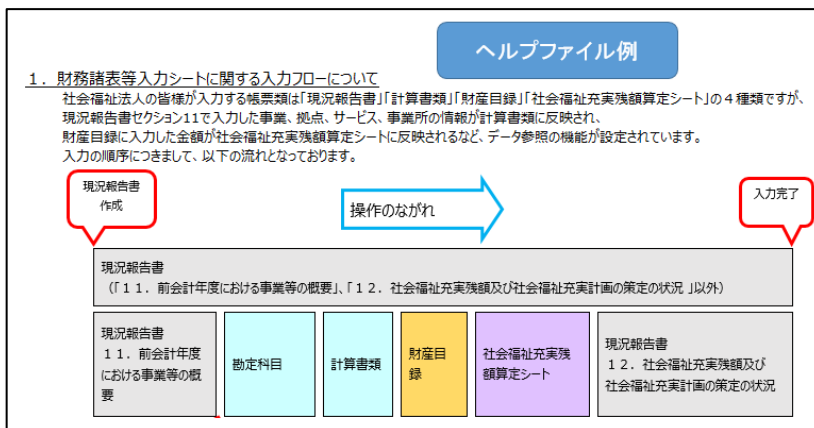 ヘルプファイル例
１．財務諸表等入力シートに関する入力フローについて
社会福祉法人の皆様が入力する帳票類は「現況報告書」「計算書類」「財産目録」「社会福祉充実残額算定シート」の４種類ですが、
現況報告書セクション11で入力した事業、拠点、サービス、事業所の情報が計算書類に反映され、
財産目録に入力した金額が社会福祉充実残額算定シートに反映されるなど、データ参照の機能が設定されています。
入力の順序につきまして、以下の流れとなっております。
現況報告書
作成
操作のながれ
入力完了
現況報告書
（「１１．前会計年度における事業等の概要」、「１２．社会福祉充実残額及び社会福祉充実計画の策定の状況」以外）
現況報告書
１１．前会計年度
における事業等の概
要
勘定科目
計算書類
財産目
録
社会福祉充実残
額算定シート
現況報告書
１２．社会福祉充実残額及び
社会福祉充実計画の策定の状況